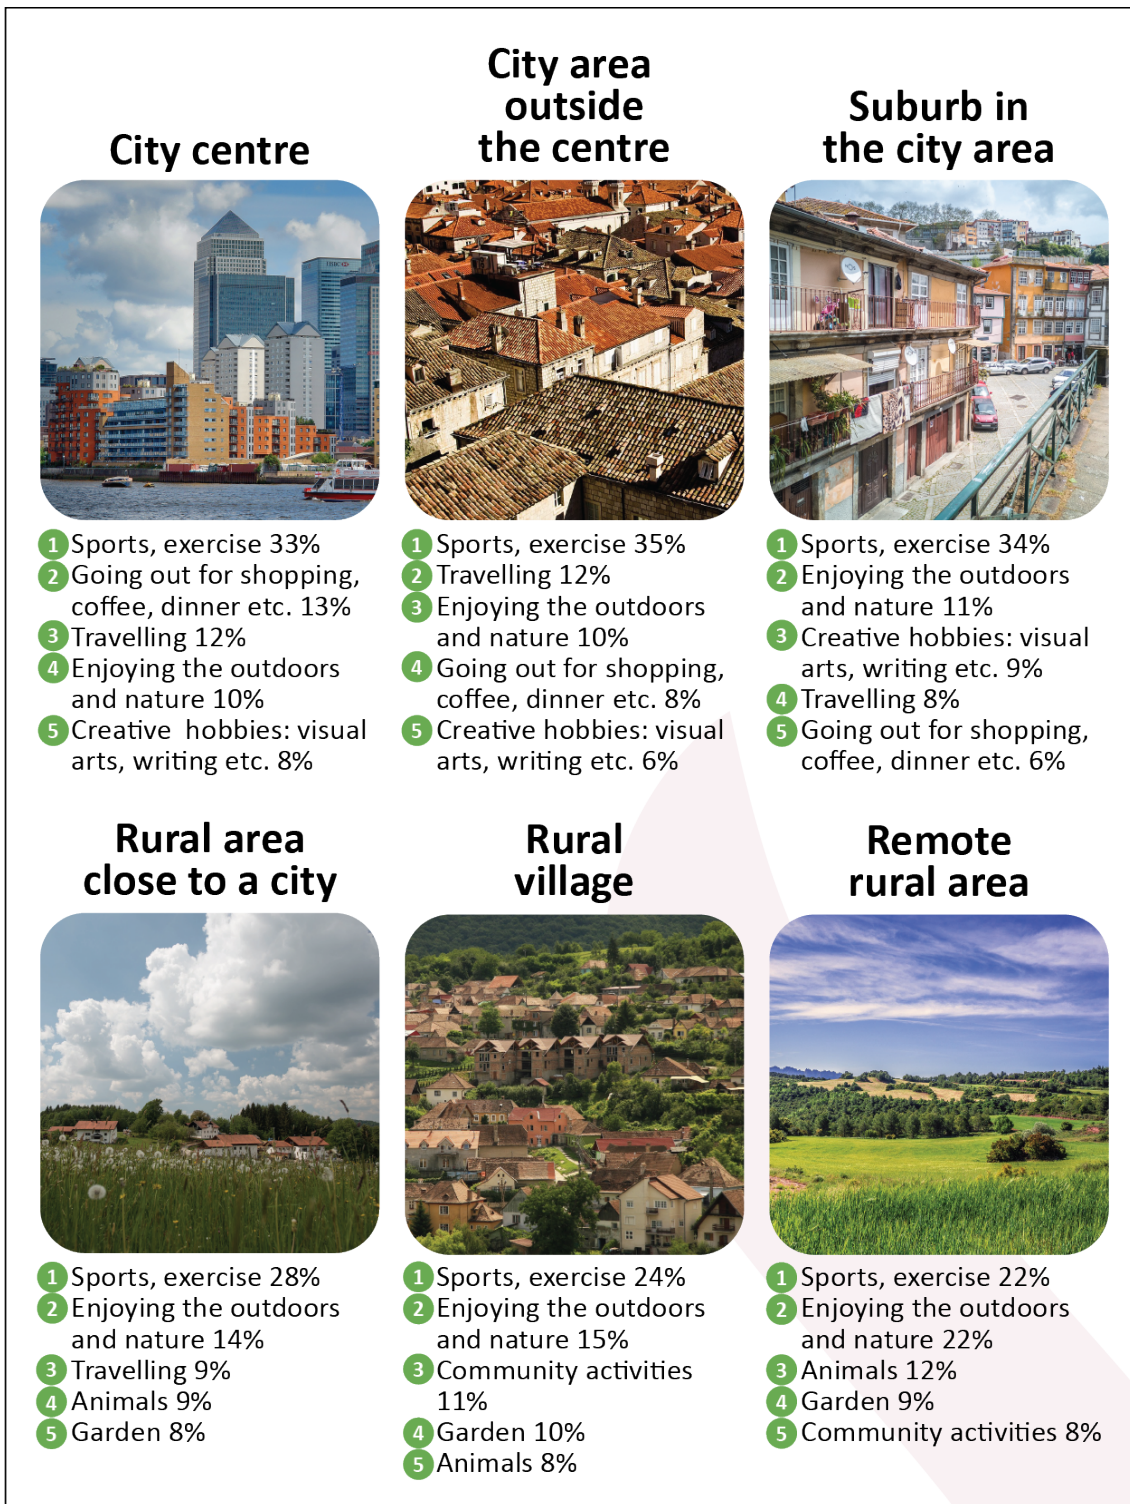 City centre
City area
outside
the centre
Suburb in
the city area
1 Sports, exercise 33%
2 Going out for shopping,
coffee, dinner etc. 13%
3 Travelling 12%
4 Enjoying the outdoors
and nature 10%
5 Creative hobbies: visual
arts, writing etc. 8%
1 Sports, exercise 35%
2 Travelling 12%
3 Enjoying the outdoors
and nature 10%
4 Going out for shopping,
coffee, dinner etc. 8%
5 Creative hobbies: visual
arts, writing etc. 6%
1 Sports, exercise 34%
2 Enjoying the outdoors
and nature 11%
3 Creative hobbies: visual
arts, writing etc. 9%
4 Travelling 8%
5 Going out for shopping,
coffee, dinner etc. 6%
Rural area
close to a city
Rural
village
Remote
rural area
1 Sports, exercise 28%
2 Enjoying the outdoors
and nature 14%
3 Travelling 9%
4 Animals 9%
5 Garden 8%
1 Sports, exercise 24%
2 Enjoying the outdoors
and nature 15%
3 Community activities
11%
4 Garden 10%
5 Animals 8%
1 Sports, exercise 22%
2 Enjoying the outdoors
and nature 22%
3 Animals 12%
4 Garden 9%
5 Community activities 8%